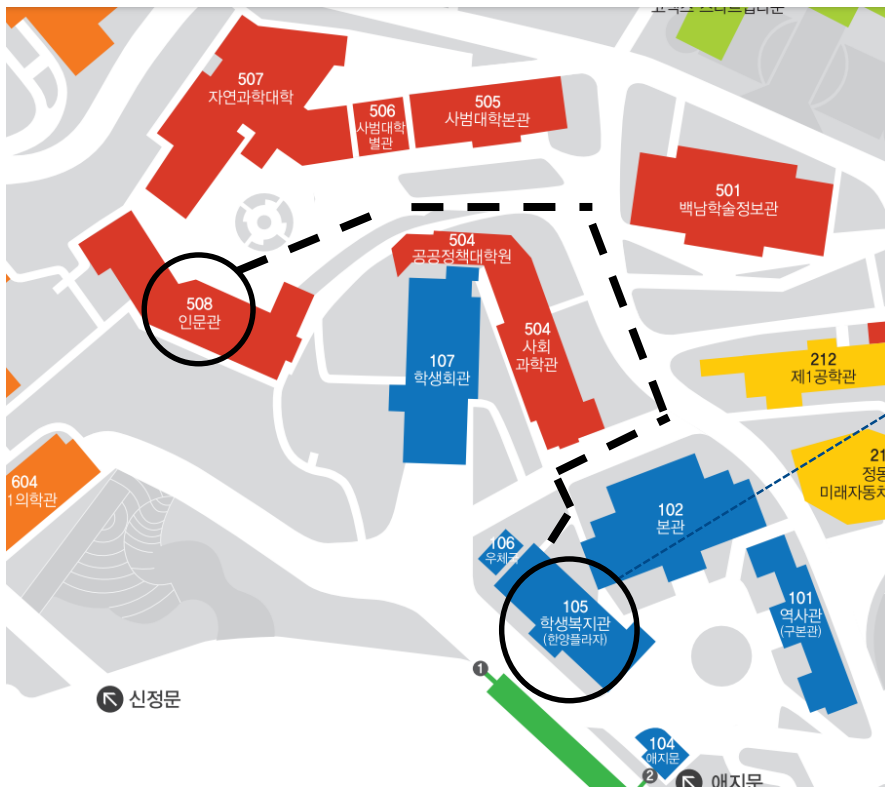 507
자연과학대학
506
사범대학
별관
505
사범대학본관
501
백남학술정보관
504
공공정책대학원
508
인문관
107
학생회관
504
사회
과학관
212
제1공학관
604
1의학관
21
미래자동차
102
본관
106
우체국
105
학생복지관
(한양플라자)
101
역사관
(구본관)
1
신정문
104
애지문
2
애지문